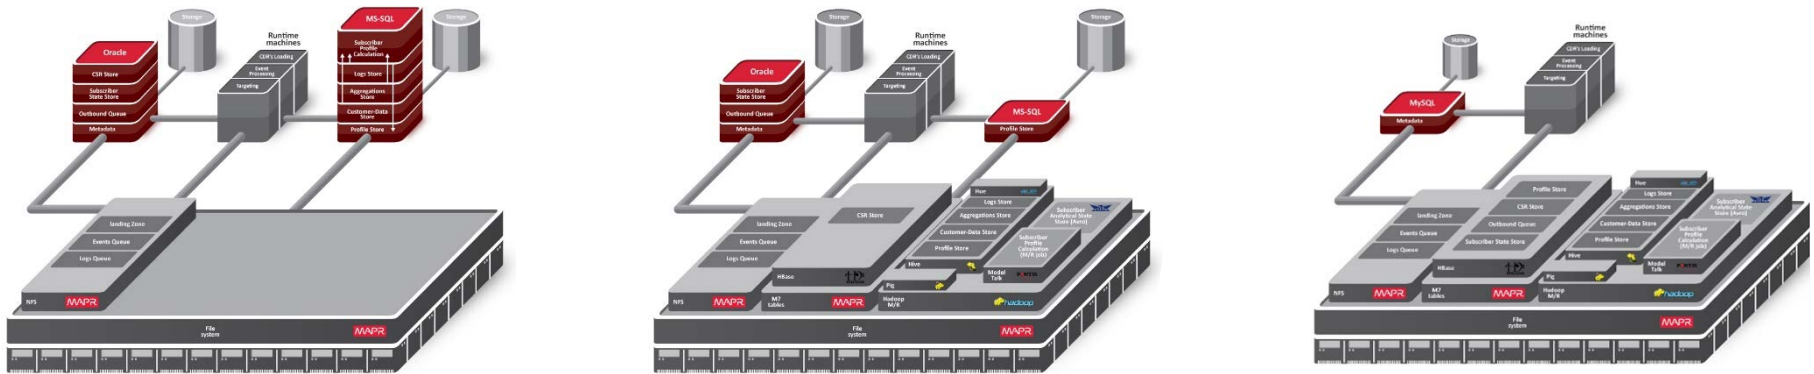 Storage
MS-SQL
Storage
Oracle
Runtime
machines
Subscriber
Profile
Calculation
CDR's Loading
CSR Store
Event
Processing
Logs Store
Subscriber
State Store
Targeting
Aggregations
Store
Outbound Queue
Customer-Data
Store
Metadata
Profile Store
landing Zone
Events Queue
Logs Queue
NFS
MAPR
File
system
MAPR
Storage
Runtime
machines
Storage
Oracle
CDR's Loading
Event
Processing
Subscriber
State Store
Targeting
Outbound Queue
MS-SQL
Metadata
Profile Store
Hue
HUE
Logs Store
CSR Store
Aggregations Store
Subscriber
Analytical State
Store (Avro)
landing Zone
Customer-Data Store
Events Queue
Profile Store
Subscriber
Profile
Calculation
(M/R job)
Logs Queue
Hive
HBase
Pig
Model
Talk
NFS
MAPR
M7
tables
MAPR
Hadoop
M/R
hadoop
File
system
MAPR
Runtime
machines
Storage
CDR's Loading
Event
Processing
Targeting
MySQL
Metadata
Hue
HUE
Profile Store
Logs Store
CSR Store
Aggregations Store
Subscriber
Analytical State
Store (Avro)
landing Zone
Outbound Queue
Customer-Data Store
Events Queue
Subscriber State Store
Profile Store
Subscriber
Profile
Calculation
(M/R job)
Logs Queue
Hive
HBase
Pig
Model
Talk
NFS
MAPR
M7
tables
MAPR
Hadoop
M/R
hadoop
File
system
MAPR